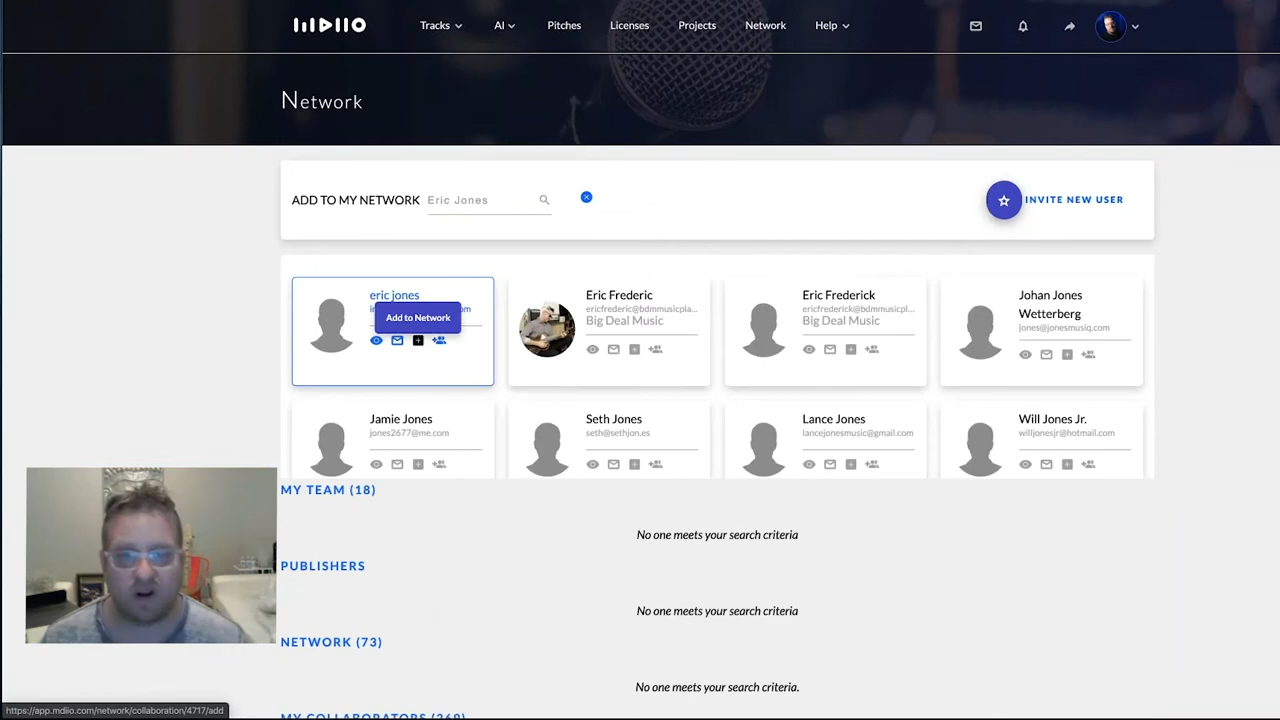 Tracks
AI
Pitches
Licenses
Projects
Network
Help
Network
ADD TO MY NETWORK
Eric Jones
INVITE NEW USER
eric jones
Add to Network
Eric Frederic
ericfrederic@bdmmusicpla...
Big Deal Music
Eric Frederick
ericfrederick@bdmmusicpl...
Big Deal Music
Johan Jones
Wetterberg
jones@jonesmusiq.com
Jamie Jones
jones2677@me.com
Seth Jones
seth@sethjon.es
Lance Jones
lancejonesmusic@gmail.com
Will Jones Jr.
willjonesjr@hotmail.com
MY TEAM (18)
No one meets your search criteria
PUBLISHERS
No one meets your search criteria
NETWORK (73)
No one meets your search criteria.
MY COLLABORATORS (269)
https://app.mdiio.com/network/collaboration/4717/add